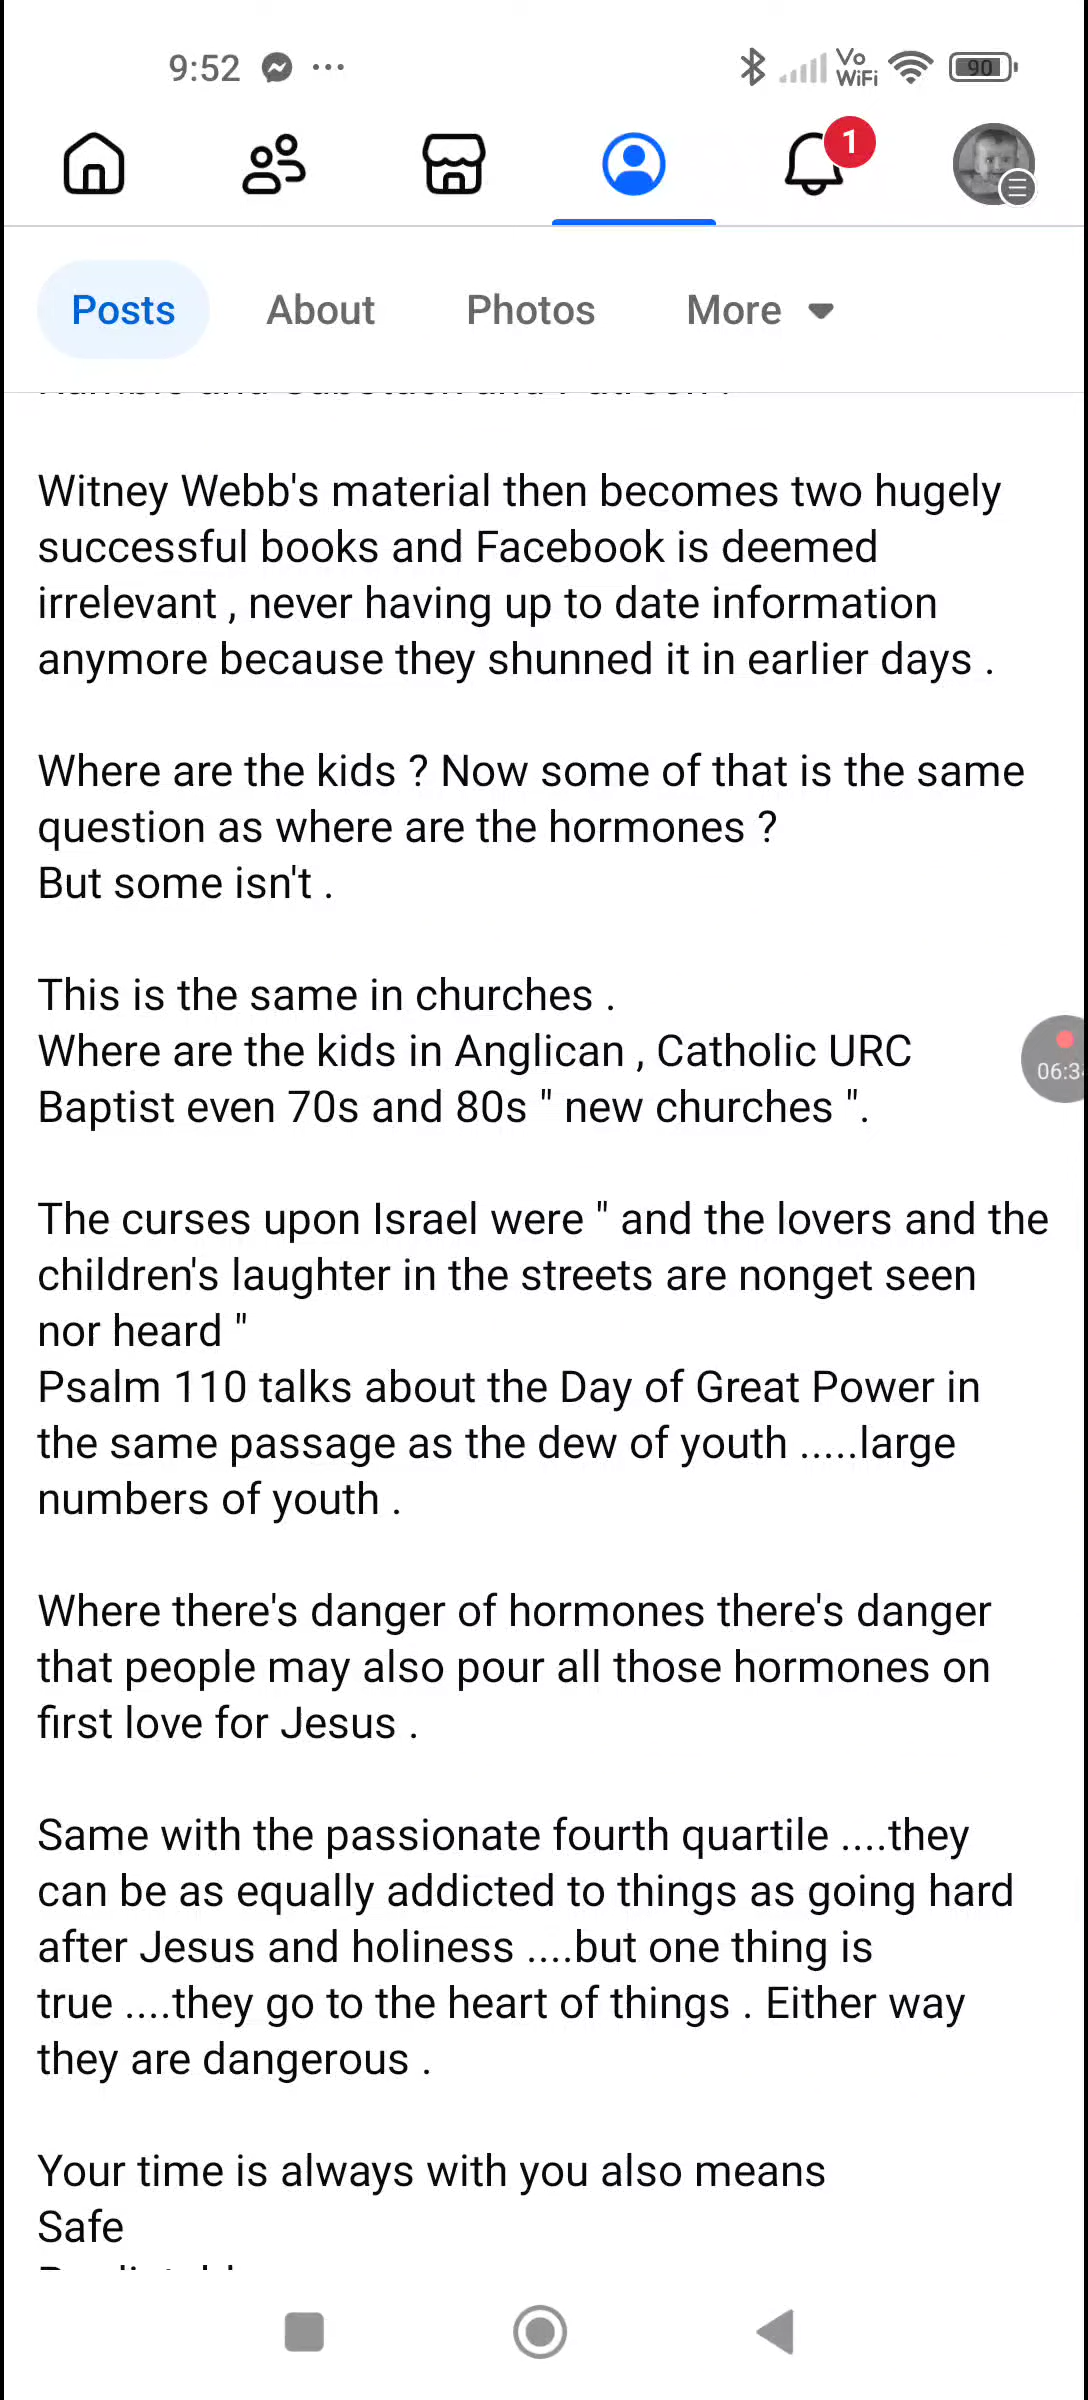 9:52
Vo
WiFi
90
1
Posts About Photos More
Witney Webb's material then becomes two hugely
successful books and Facebook is deemed
irrelevant , never having up to date information
anymore because they shunned it in earlier days .
Where are the kids ? Now some of that is the same
question as where are the hormones ?
But some isn't .
This is the same in churches .
Where are the kids in Anglican , Catholic URC
Baptist even 70s and 80s " new churches ".
The curses upon Israel were " and the lovers and the
children's laughter in the streets are nonget seen
nor heard "
Psalm 110 talks about the Day of Great Power in
the same passage as the dew of youth .....large
numbers of youth .
Where there's danger of hormones there's danger
that people may also pour all those hormones on
first love for Jesus .
Same with the passionate fourth quartile ....they
can be as equally addicted to things as going hard
after Jesus and holiness ....but one thing is
true ....they go to the heart of things . Either way
they are dangerous .
Your time is always with you also means
Safe